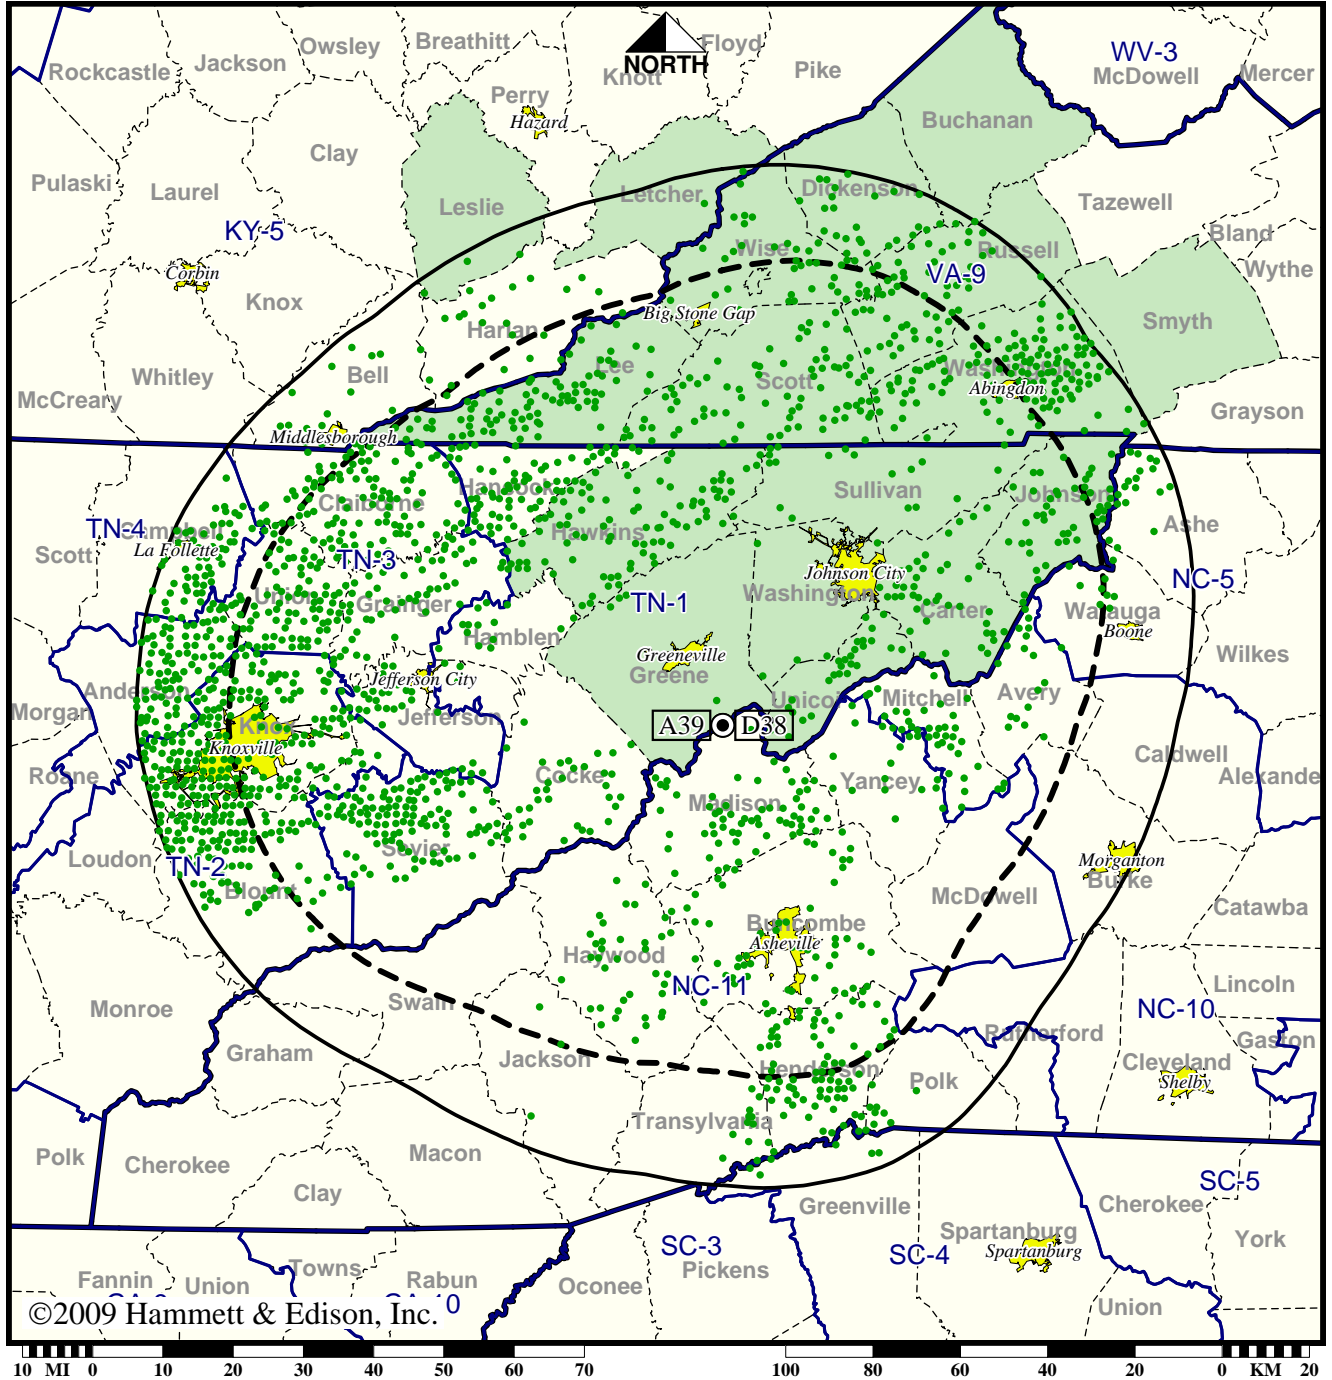 Owsley
Breathitt
Floyd
WV-3
Rockcastle
Jackson
NORTH
Knott
Pike
McDowell
Mercer
Perry
Hazard
Buchanan
Clay
Pulaski
Laurel
Leslie
Letcher
Dickenson
Tazewell
KY-5
Bland
Corbin
Wise
Russell
VA-9
Wythe
Knox
Harlan
Big Stone Gap
Smyth
Whitley
Bell
Lee
Scott
Washington
Abingdon
McCreary
Grayson
Middlesborough
Claiborne
Hancock
Sullivan
Johnson
TN-4
Campbell
La Follette
Scott
TN-3
Hawkins
Ashe
Johnson City
NC-5
Union
Grainger
TN-1
Washington
Carter
Watauga
Boone
Hamblen
Greeneville
Greene
Wilkes
Anderson
Jefferson City
Morgan
Jefferson
Unicoi
Mitchell
Avery
Knox
Knoxville
A39
D38
Caldwell
Roane
Cocke
Yancey
Alexande
Madison
Loudon
TN-2
Sevier
Morganton
Burke
Blount
McDowell
Catawba
Buncombe
Asheville
Haywood
NC-11
Lincoln
Monroe
Swain
NC-10
Graham
Jackson
Rutherford
Gaston
Henderson
Polk
Cleveland
Shelby
Transylvania
Polk
Cherokee
Macon
Clay
Greenville
Cherokee
SC-5
SC-3
Pickens
SC-4
Spartanburg
Spartanburg
York
Fannin
Union
Towns
Rabun
Oconee
Union
©2009 Hammett & Edison, Inc.
10 MI 0 10 20 30 40 50 60 70 100 80 60 40 20 0 KM 20